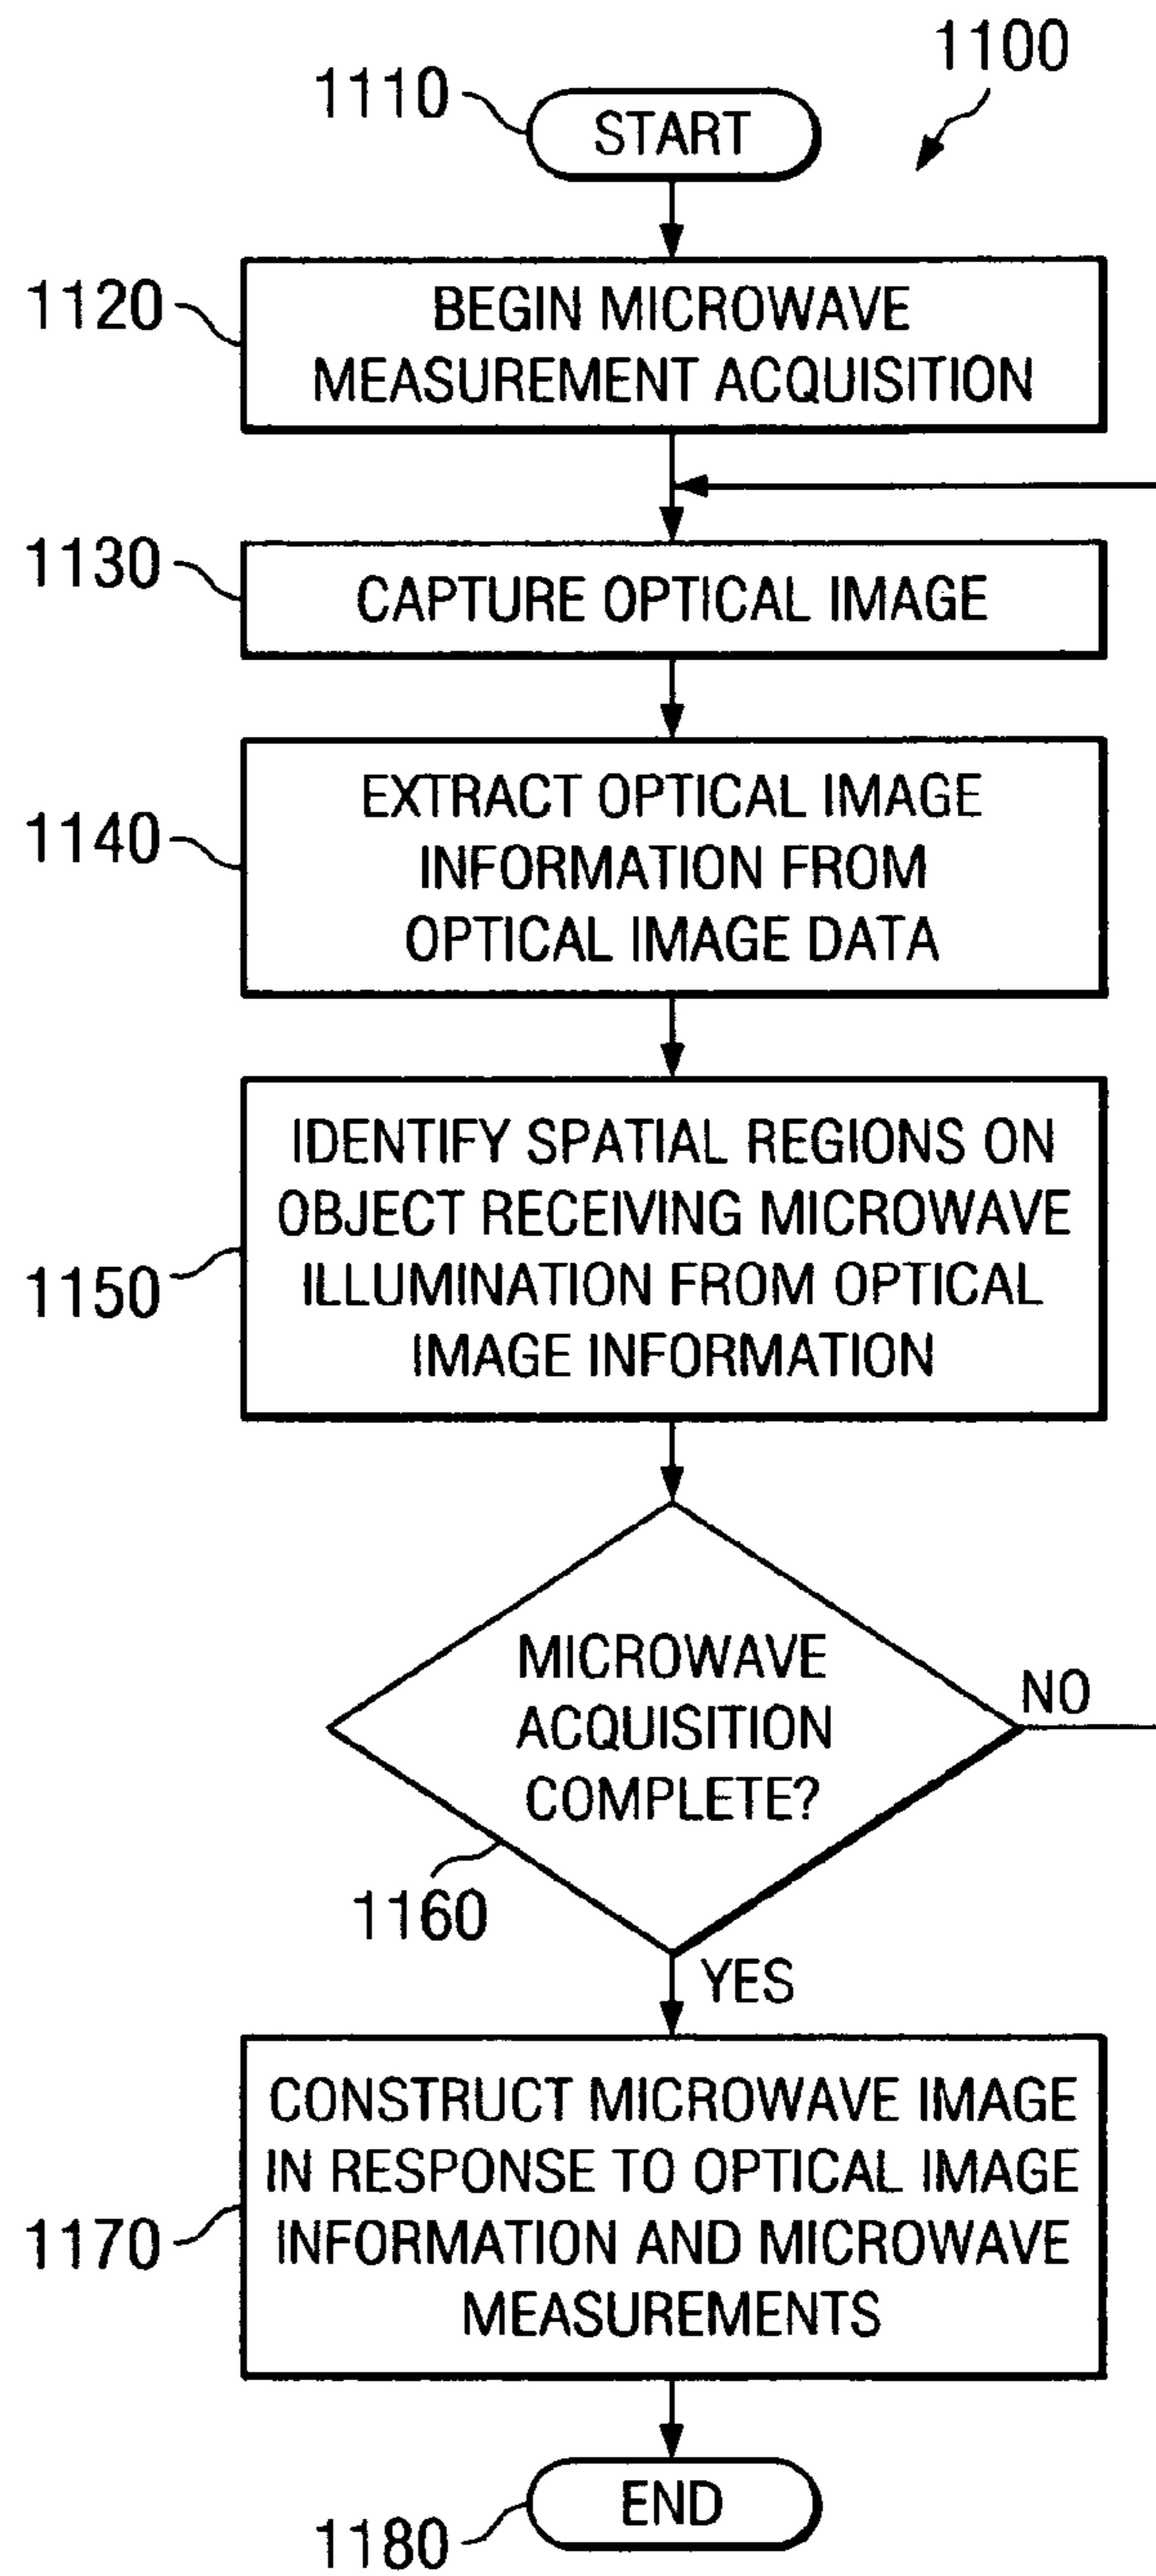 1100
1110
START
1120
BEGIN MICROWAVE
MEASUREMENT ACQUISITION
1130
CAPTURE OPTICAL IMAGE
1140
EXTRACT OPTICAL IMAGE
INFORMATION FROM
OPTICAL IMAGE DATA
1150
IDENTIFY SPATIAL REGIONS ON
OBJECT RECEIVING MICROWAVE
ILLUMINATION FROM OPTICAL
IMAGE INFORMATION
MICROWAVE
ACQUISITION
COMPLETE?
NO
1160
YES
1170
CONSTRUCT MICROWAVE IMAGE
IN RESPONSE TO OPTICAL IMAGE
INFORMATION AND MICROWAVE
MEASUREMENTS
1180
END